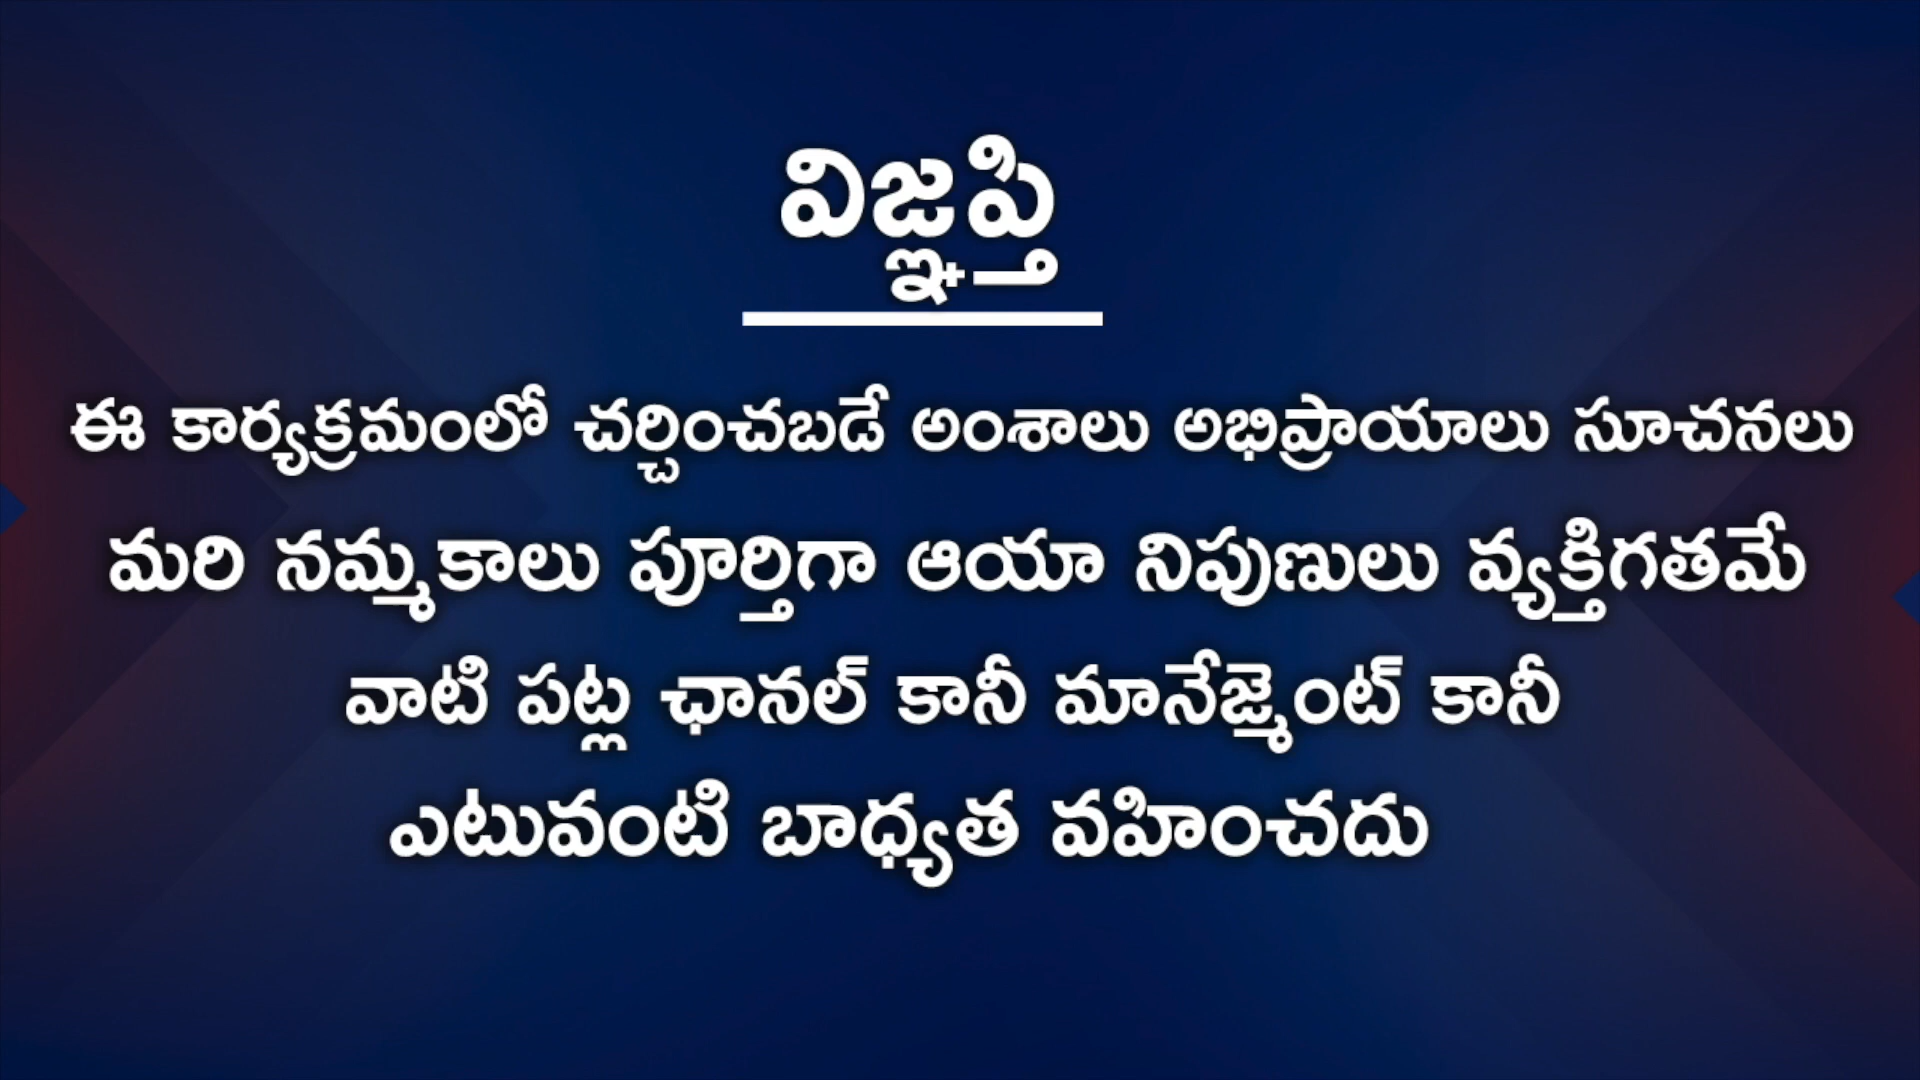 విజ్ఞప్తి
ఈ కార్యక్రమంలో చర్చించబడే అంశాలు అభిప్రాయాలు సూచనలు
మరి నమ్మకాలు పూర్తిగా ఆయా నిపుణులు వ్యక్తిగతమే
వాటి పట్ల ఛానల్ కానీ మానేజ్మెంట్ కానీ
ఎటువంటి బాధ్యత వహించదు